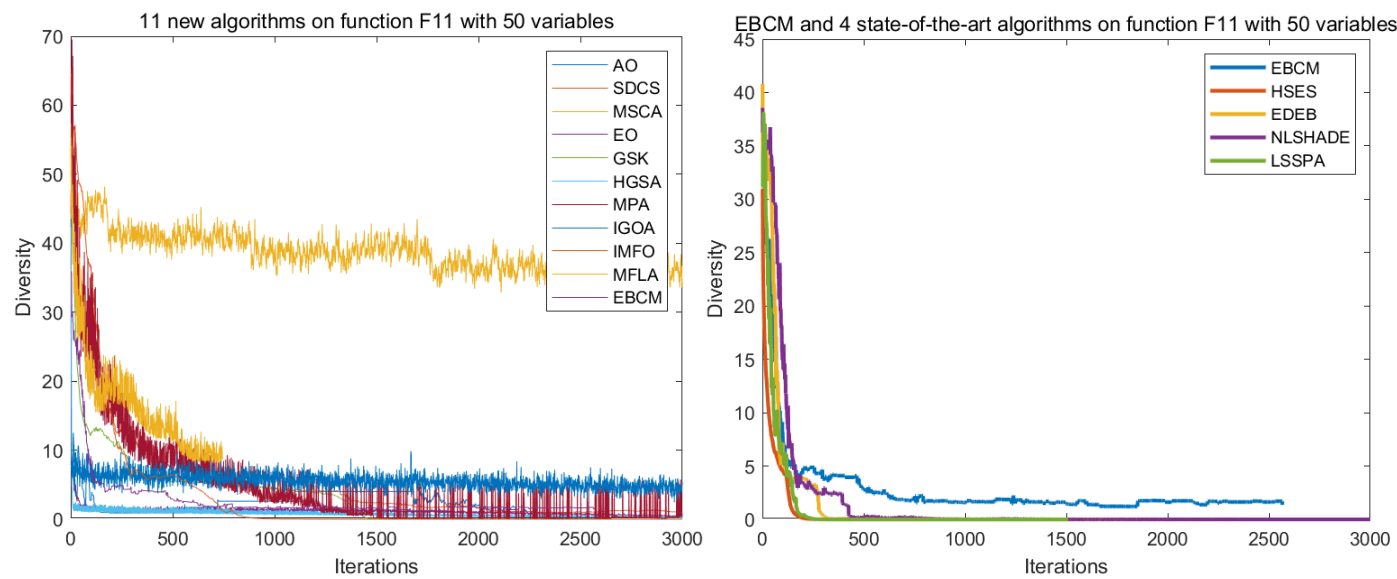 11 new algorithms on function F11 with 50 variables
70
60
50
40
30
20
10
0
Diversity
0
500
1000
1500
2000
2500
3000
Iterations
AO
SDCS
MSCA
EO
GSK
HGSA
MPA
IGOA
IMFO
MFLA
EBCM
EBCM and 4 state-of-the-art algorithms on function F11 with 50 variables
45
40
35
30
25
20
15
10
5
0
Diversity
0
500
1000
1500
2000
2500
3000
Iterations
EBCM
HSES
EDEB
NLSHADE
LSSPA